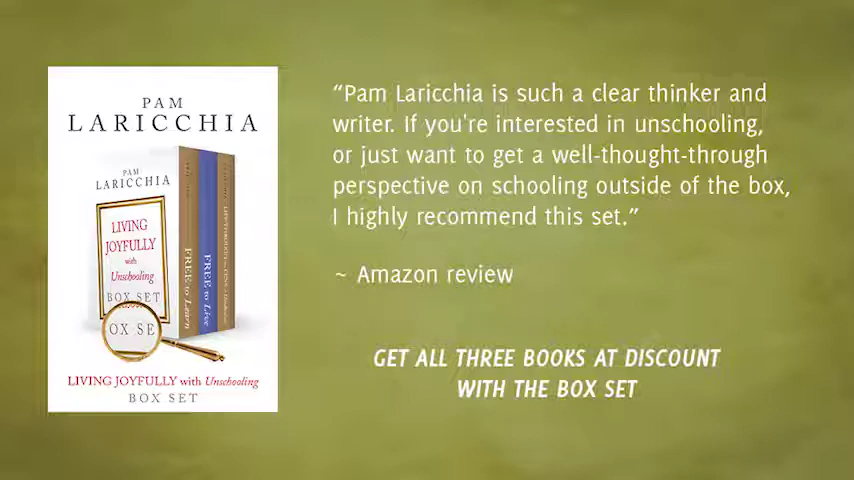 PAM
LARICCHIA
PAM
LARICCHIA
LIVING
JOYFULLY
with
Unschooling
BOX SET
OX SE
FREE to Learn
FREE to Live
LIVING JOYFULLY with Unschooling
BOX SET
“Pam Laricchia is such a clear thinker and
writer. If you're interested in unschooling,
or just want to get a well-thought-through
perspective on schooling outside of the box,
I highly recommend this set.”
~ Amazon review
GET ALL THREE BOOKS AT DISCOUNT
WITH THE BOX SET